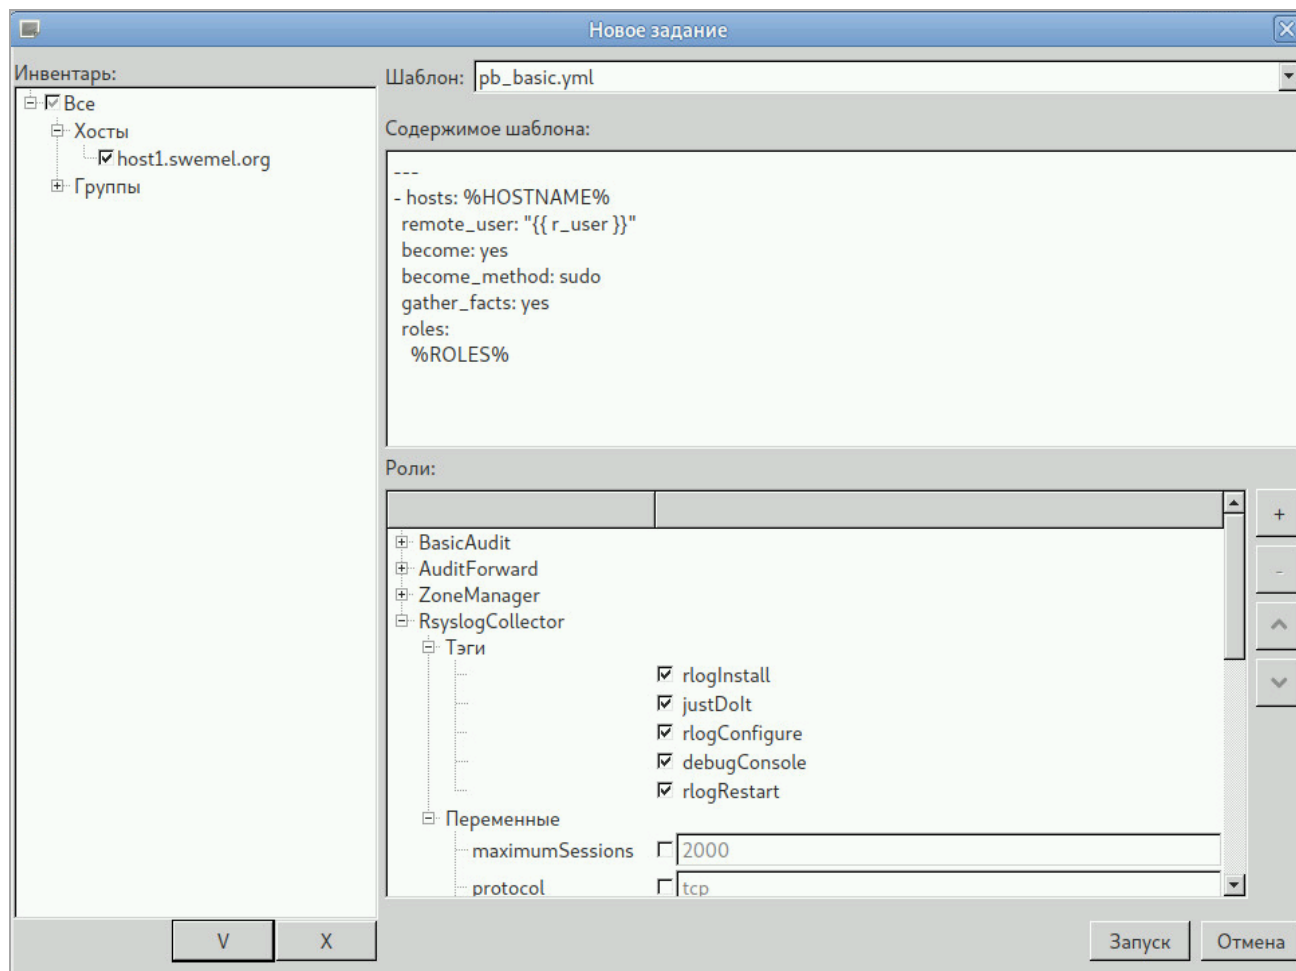 Новое задание
Инвентарь:
Все
Хосты
host1.swemel.org
Группы
V
X
Шаблон: pb_basic.yml
Содержимое шаблона:
---
- hosts: %HOSTNAME%
remote_user: "{{ r_user }}"
become: yes
become_method: sudo
gather_facts: yes
roles:
%ROLES%
Роли:
BasicAudit
AuditForward
ZoneManager
RsyslogCollector
Тэги
rlogInstall
justDoIt
rlogConfigure
debugConsole
rlogRestart
Переменные
maximumSessions 2000
protocol tcp
+
-
Запуск
Отмена